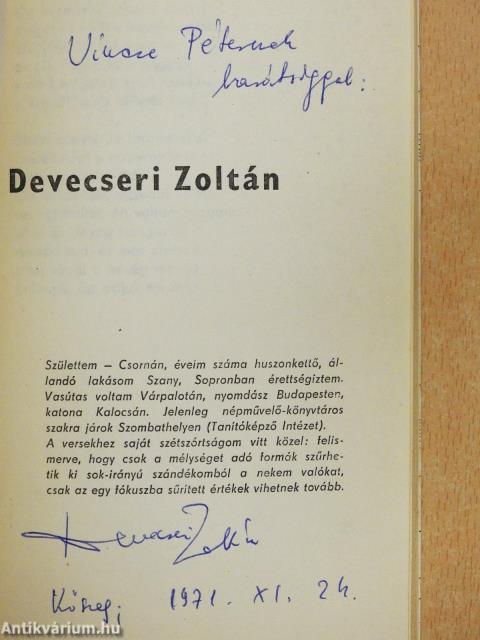 Vincze Péternek
barátsággal:
Devecseri Zoltán
Születtem – Csornán, éveim száma huszonkettő, ál-
landó lakásom Szany, Sopronban érettségiztem.
Vasútas voltam Várpalotán, nyomdász Budapesten,
katona Kalocsán. Jelenleg népművelő-könyvtáros
szakra járok Szombathelyen (Tanítóképző Intézet).
A versekhez saját szétszórtságom vitt közel: felis-
merve, hogy csak a mélységet adó formák szűrhe-
tik ki sok-irányú szándékomból a nekem valókat,
csak az egy fókuszba sűrített értékek vihetnek tovább.
Devecseri Zoltán
Kőszeg, 1971. XI. 24.
Antikvárium.hu